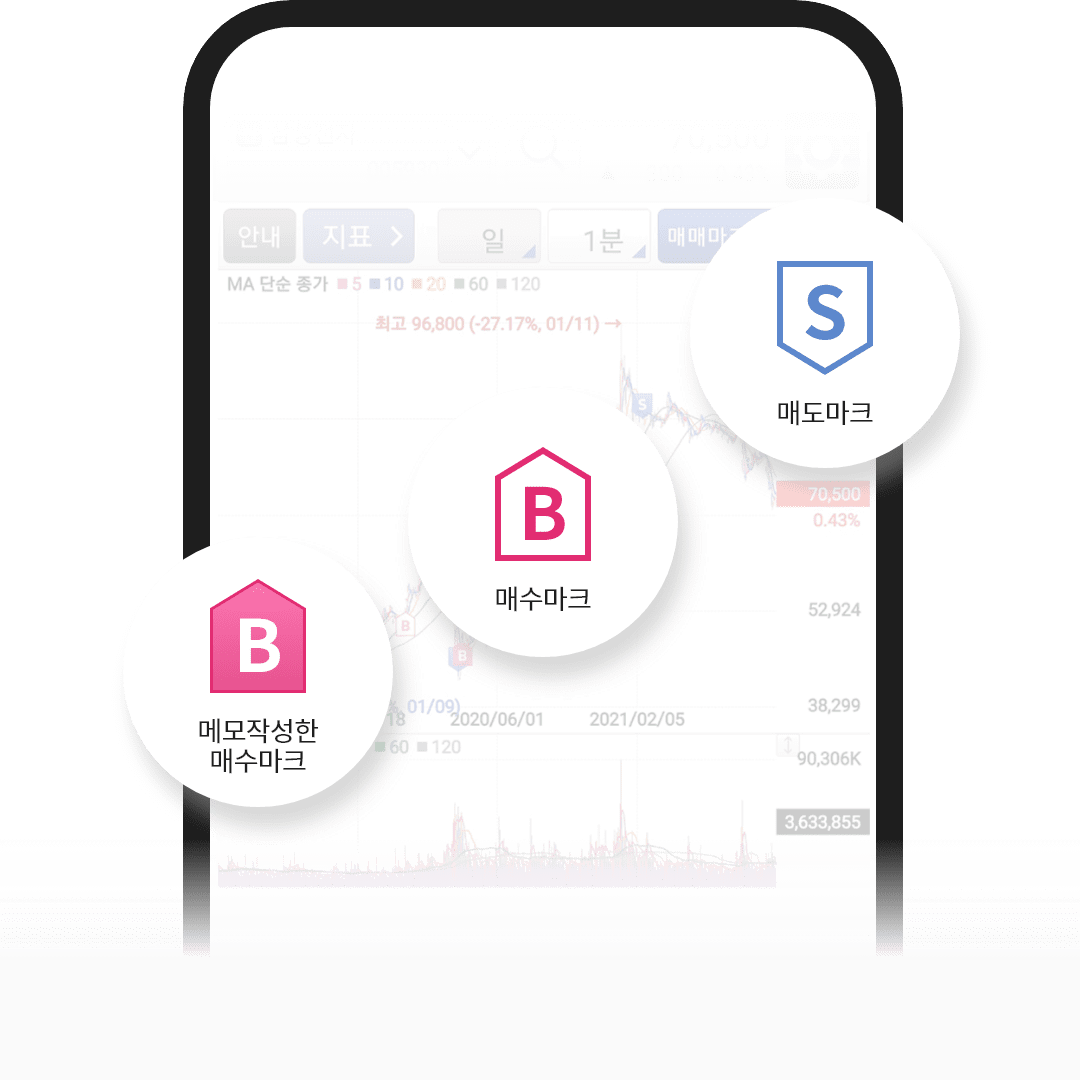 안내
지표
일
1분
매매마
MA 단순 종가 5 10 20 60 120
최고 96,800 (-27.17%, 01/11) →
S
매도마크
S
70,500
0.43%
B
매수마크
B
메모작성한
매수마크
B
B
52,924
38,299
01/09)
18 2020/06/01 2021/02/05
60 120
90,306K
3,633,855